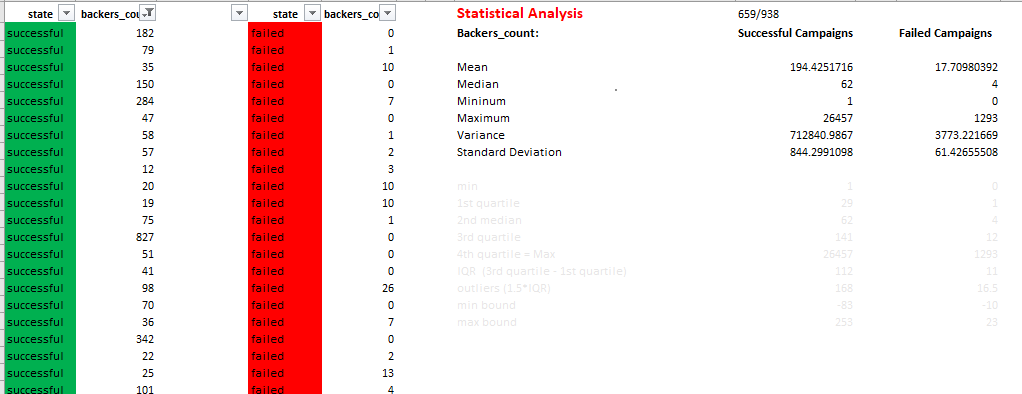 state backers_cou state backers_co Statistical Analysis 659/938
successful 182 failed 0 Backers_count: Successful Campaigns Failed Campaigns
successful 79 failed 1
successful 35 failed 10 Mean 194.4251716 17.70980392
successful 150 failed 0 Median 62 4
successful 284 failed 7 Mininum 1 0
successful 47 failed 0 Maximum 26457 1293
successful 58 failed 1 Variance 712840.9867 3773.221669
successful 57 failed 2 Standard Deviation 844.2991098 61.42655508
successful 12 failed 3
successful 20 failed 10 min 1 0
successful 19 failed 10 1st quartile 29 1
successful 75 failed 1 2nd median 62 4
successful 827 failed 0 3rd quartile 141 12
successful 51 failed 0 4th quartile = Max 26457 1293
successful 41 failed 0 IQR (3rd quartile - 1st quartile) 112 11
successful 98 failed 26 outliers (1.5*IQR) 168 16.5
successful 70 failed 0 min bound -83 -10
successful 36 failed 7 max bound 253 23
successful 342 failed 0
successful 22 failed 2
successful 25 failed 13
successful 101 failed 4